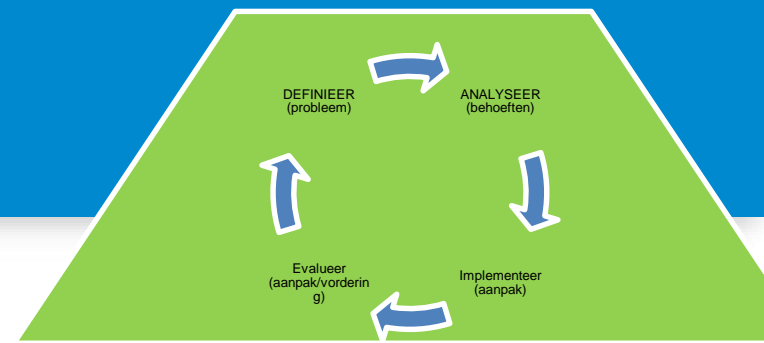 DEFINIEER
(probleem)
ANALYSEER
(behoeften)
Evalueer
(aanpak/vorderin
g)
Implementeer
(aanpak)